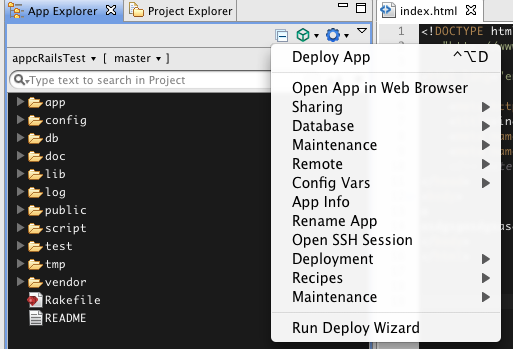 App Explorer
Project Explorer
index.html
appcRailsTest ▾ [ master ▾ ]
Type text to search in Project
app
config
db
doc
lib
log
public
script
test
tmp
vendor
Rakefile
README
Deploy App ^⌥D
Open App in Web Browser
Sharing
Database
Maintenance
Remote
Config Vars
App Info
Rename App
Open SSH Session
Deployment
Recipes
Maintenance
Run Deploy Wizard
1 <!DOCTYPE htm
2